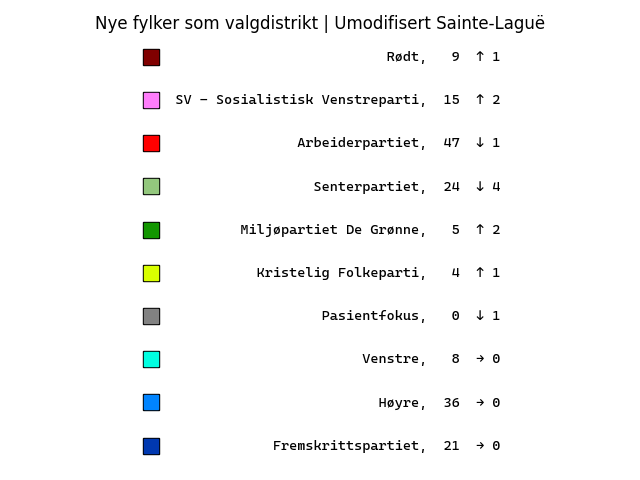 Nye fylker som valgdistrikt | Umodifisert Sainte-Laguë
Rødt, 9 ↑ 1
SV – Sosialistisk Venstreparti, 15 ↑ 2
Arbeiderpartiet, 47 ↓ 1
Senterpartiet, 24 ↓ 4
Miljøpartiet De Grønne, 5 ↑ 2
Kristelig Folkeparti, 4 ↑ 1
Pasientfokus, 0 ↓ 1
Venstre, 8 → 0
Høyre, 36 → 0
Fremskrittspartiet, 21 → 0